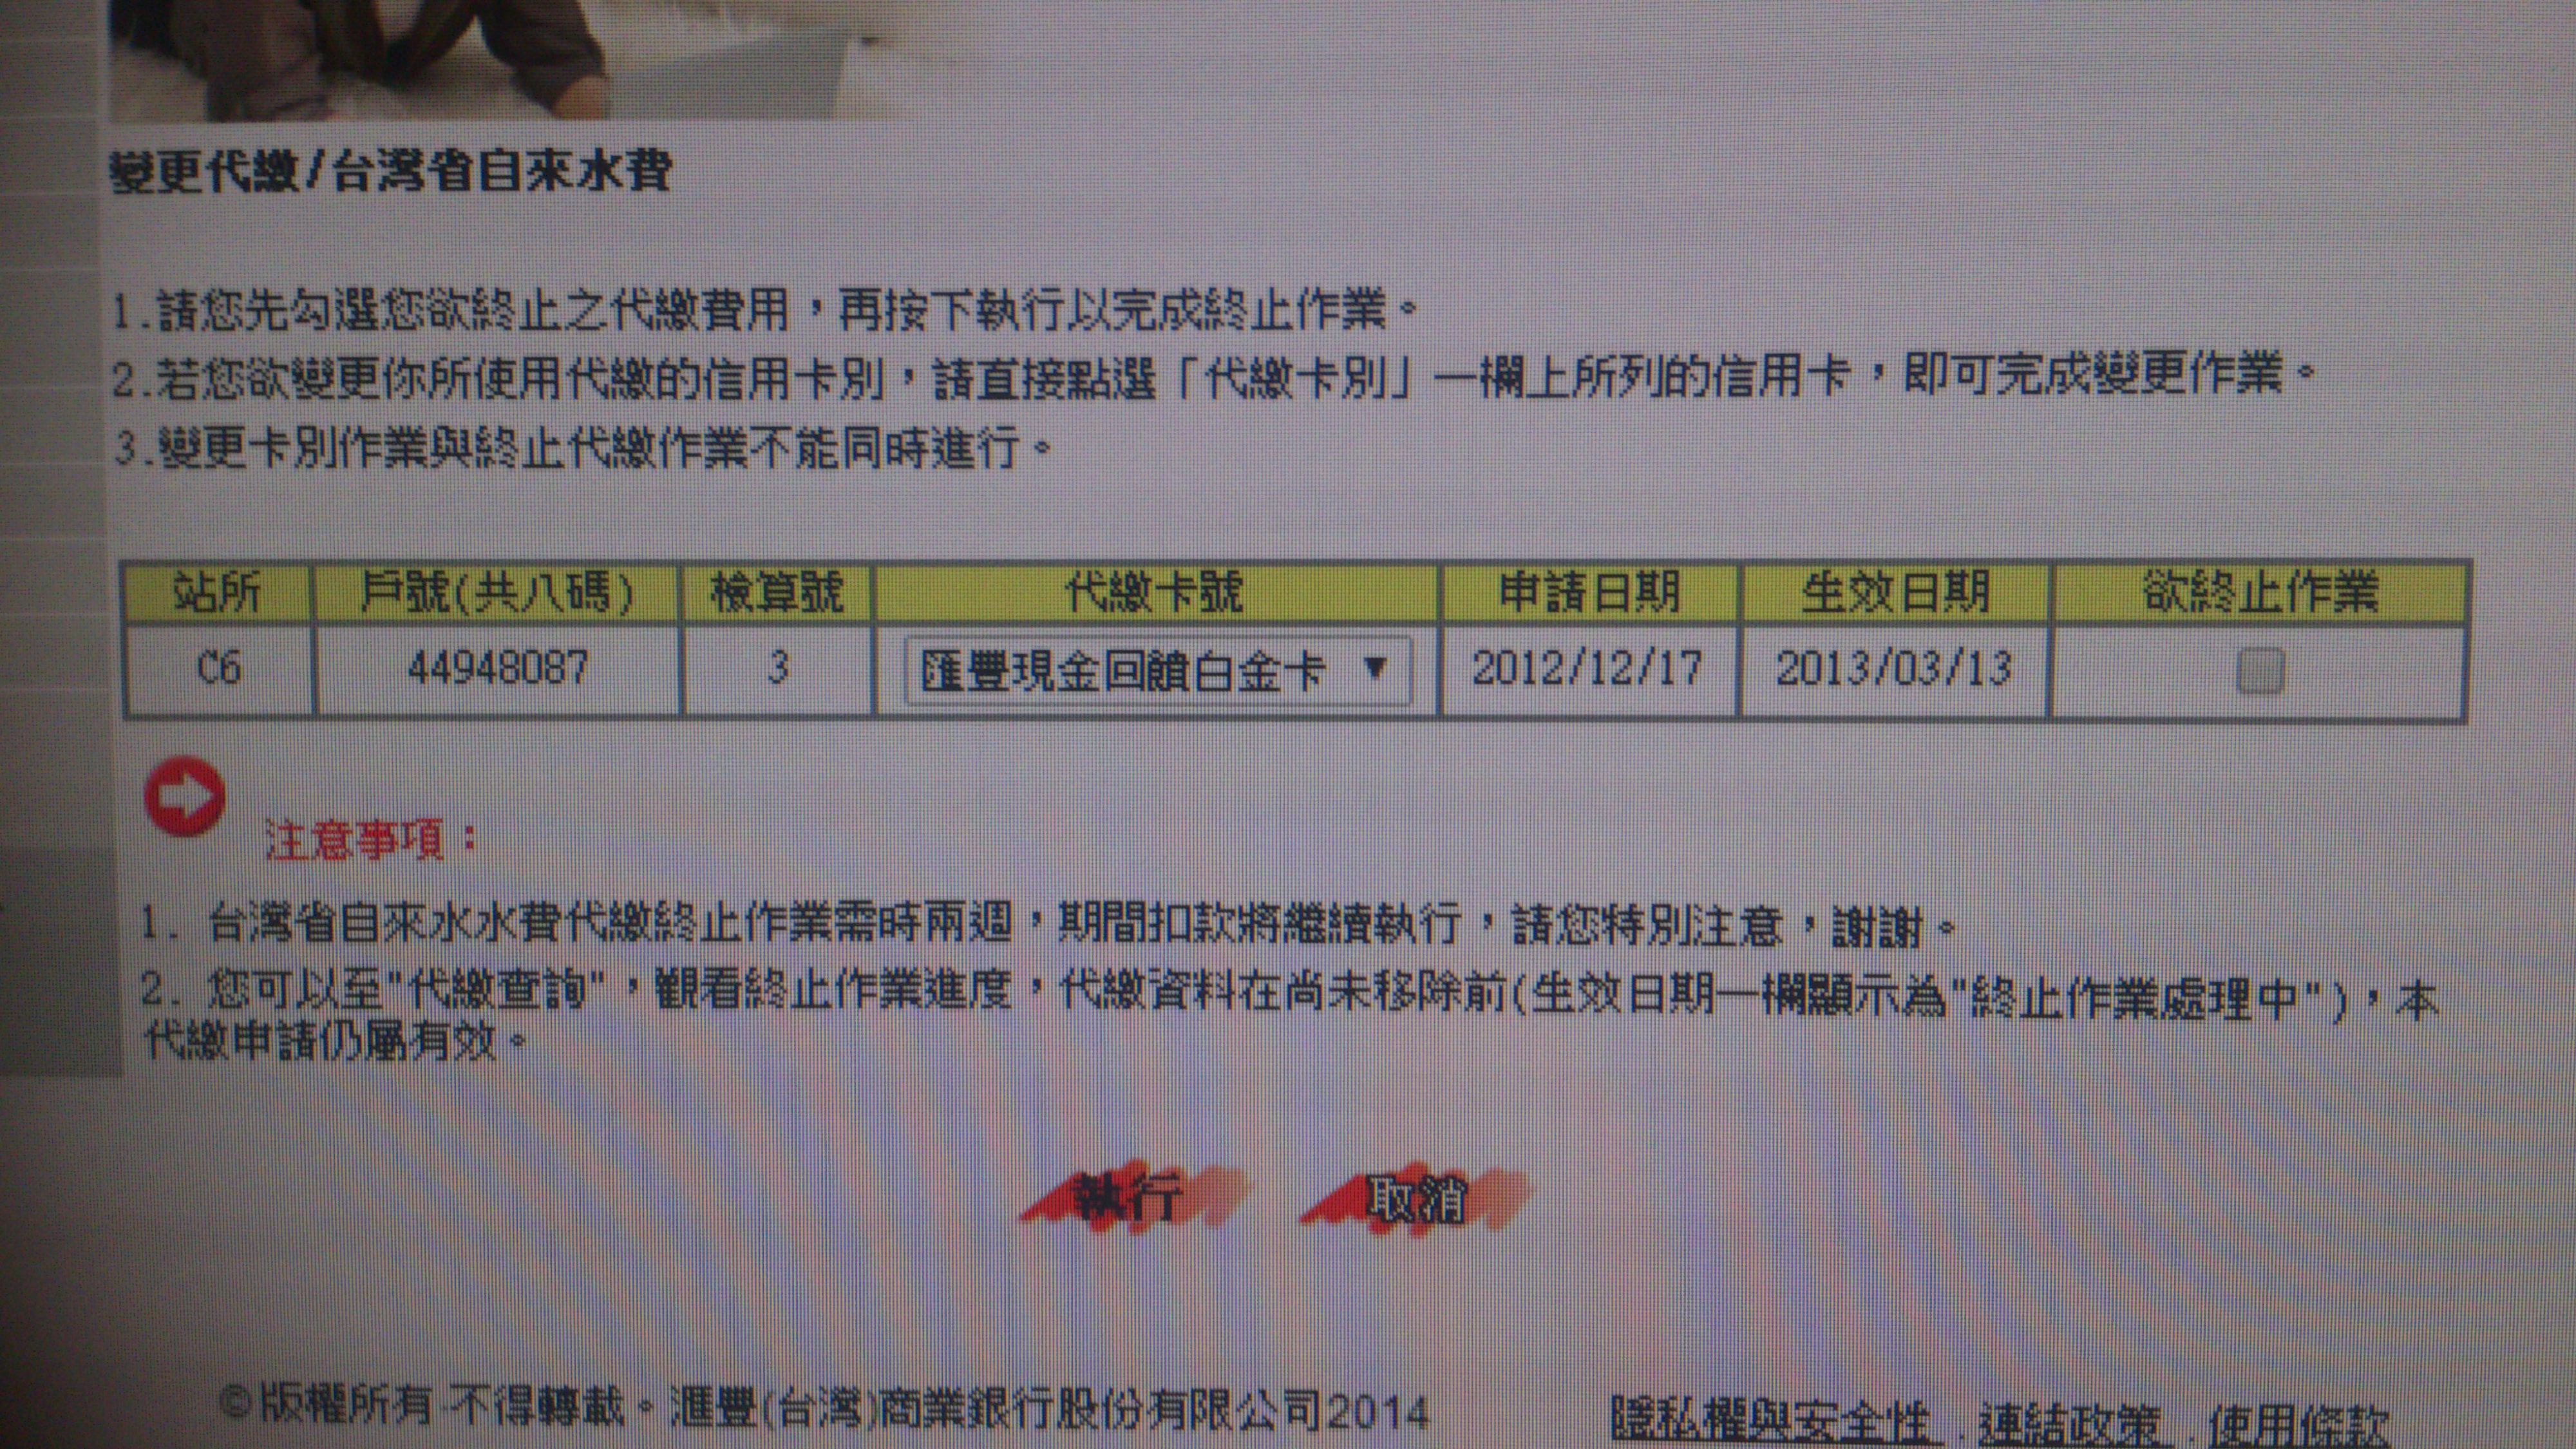 變更代繳/台灣省自來水費
1.請您先勾選您欲終止之代繳費用，再按下執行以完成終止作業。
2.若您欲變更你所使用代繳的信用卡別，請直接點選「代繳卡別」一欄上所列的信用卡，即可完成變更作業。
3.變更卡別作業與終止代繳作業不能同時進行。
站所 戶號(共八碼) 檢算號 代繳卡號 申請日期 生效日期 欲終止作業
C6 44948087 3 匯豐現金回饋白金卡 ▼ 2012/12/17 2013/03/13
注意事項：
1. 台灣省自來水水費代繳終止作業需時兩週，期間扣款將繼續執行，請您特別注意，謝謝。
2. 您可以至"代繳查詢"，觀看終止作業進度，代繳資料在尚未移除前(生效日期一欄顯示為"終止作業處理中")，本
代繳申請仍屬有效。
執行 取消
©版權所有.不得轉載。滙豐(台灣)商業銀行股份有限公司2014 隱私權與安全性 . 連結政策 . 使用條款